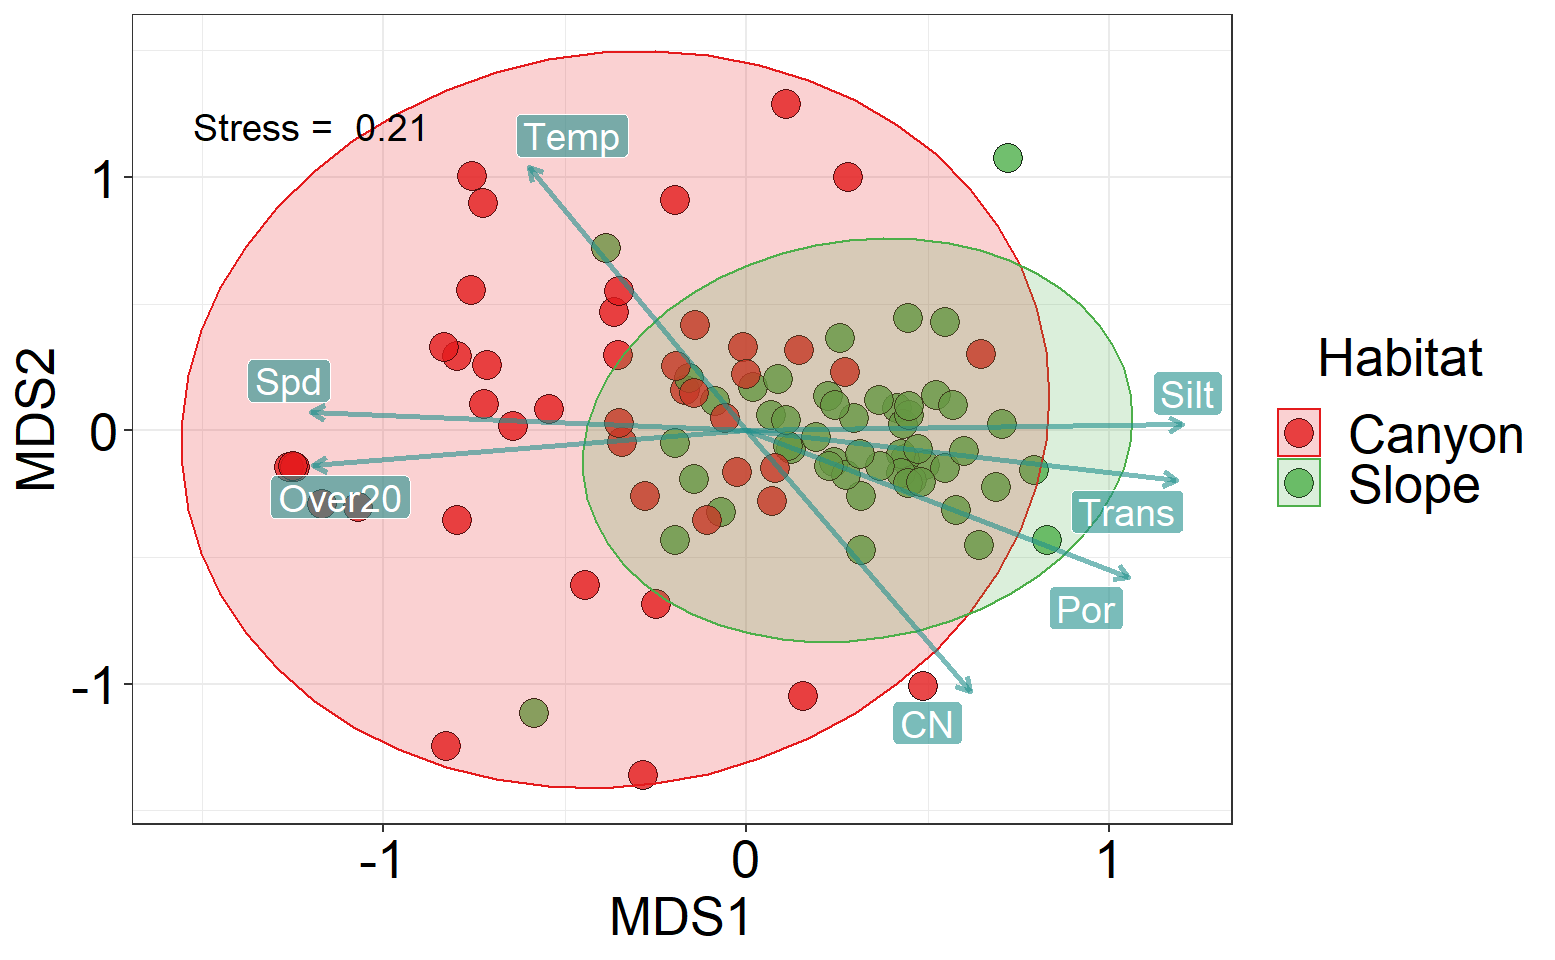 Stress = 0.21
Temp
Spd
Silt
Over20
Trans
Por
CN
1
0
-1
-1
0
1
MDS1
MDS2
Habitat
Canyon
Slope